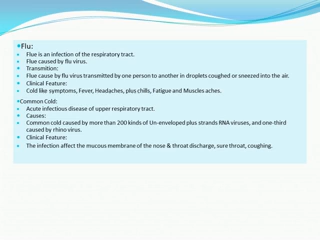 Flu:
Flue is an infection of the respiratory tract.
Flue caused by flu virus.
Transmition:
Flue cause by flu virus transmitted by one person to another in droplets coughed or sneezed into the air.
Clinical Feature:
Cold like symptoms, Fever, Headaches, plus chills, Fatigue and Muscles aches.
Common Cold:
Acute infectious disease of upper respiratory tract.
Causes:
Common cold caused by more than 200 kinds of Un-enveloped plus strands RNA viruses, and one-third
caused by rhino virus.
Clinical Feature:
The infection affect the mucous membrane of the nose & throat discharge, sure throat, coughing.